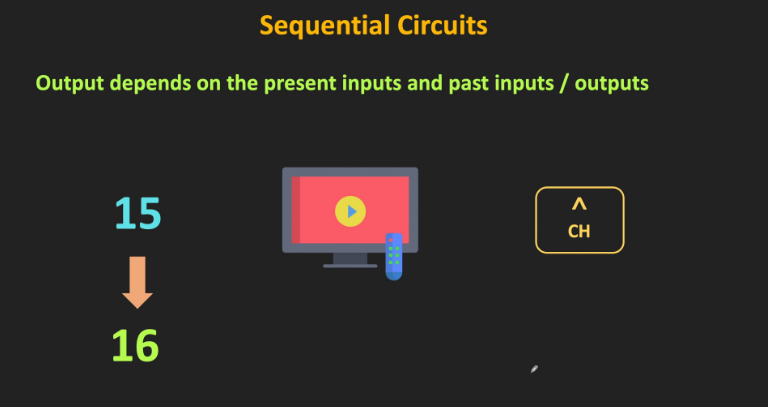 Sequential Circuits
Output depends on the present inputs and past inputs / outputs
15
^
CH
16